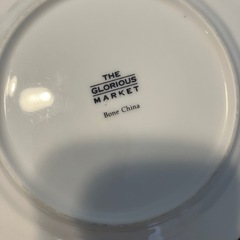 THE
GLORIOUS
MARKET
Bone China